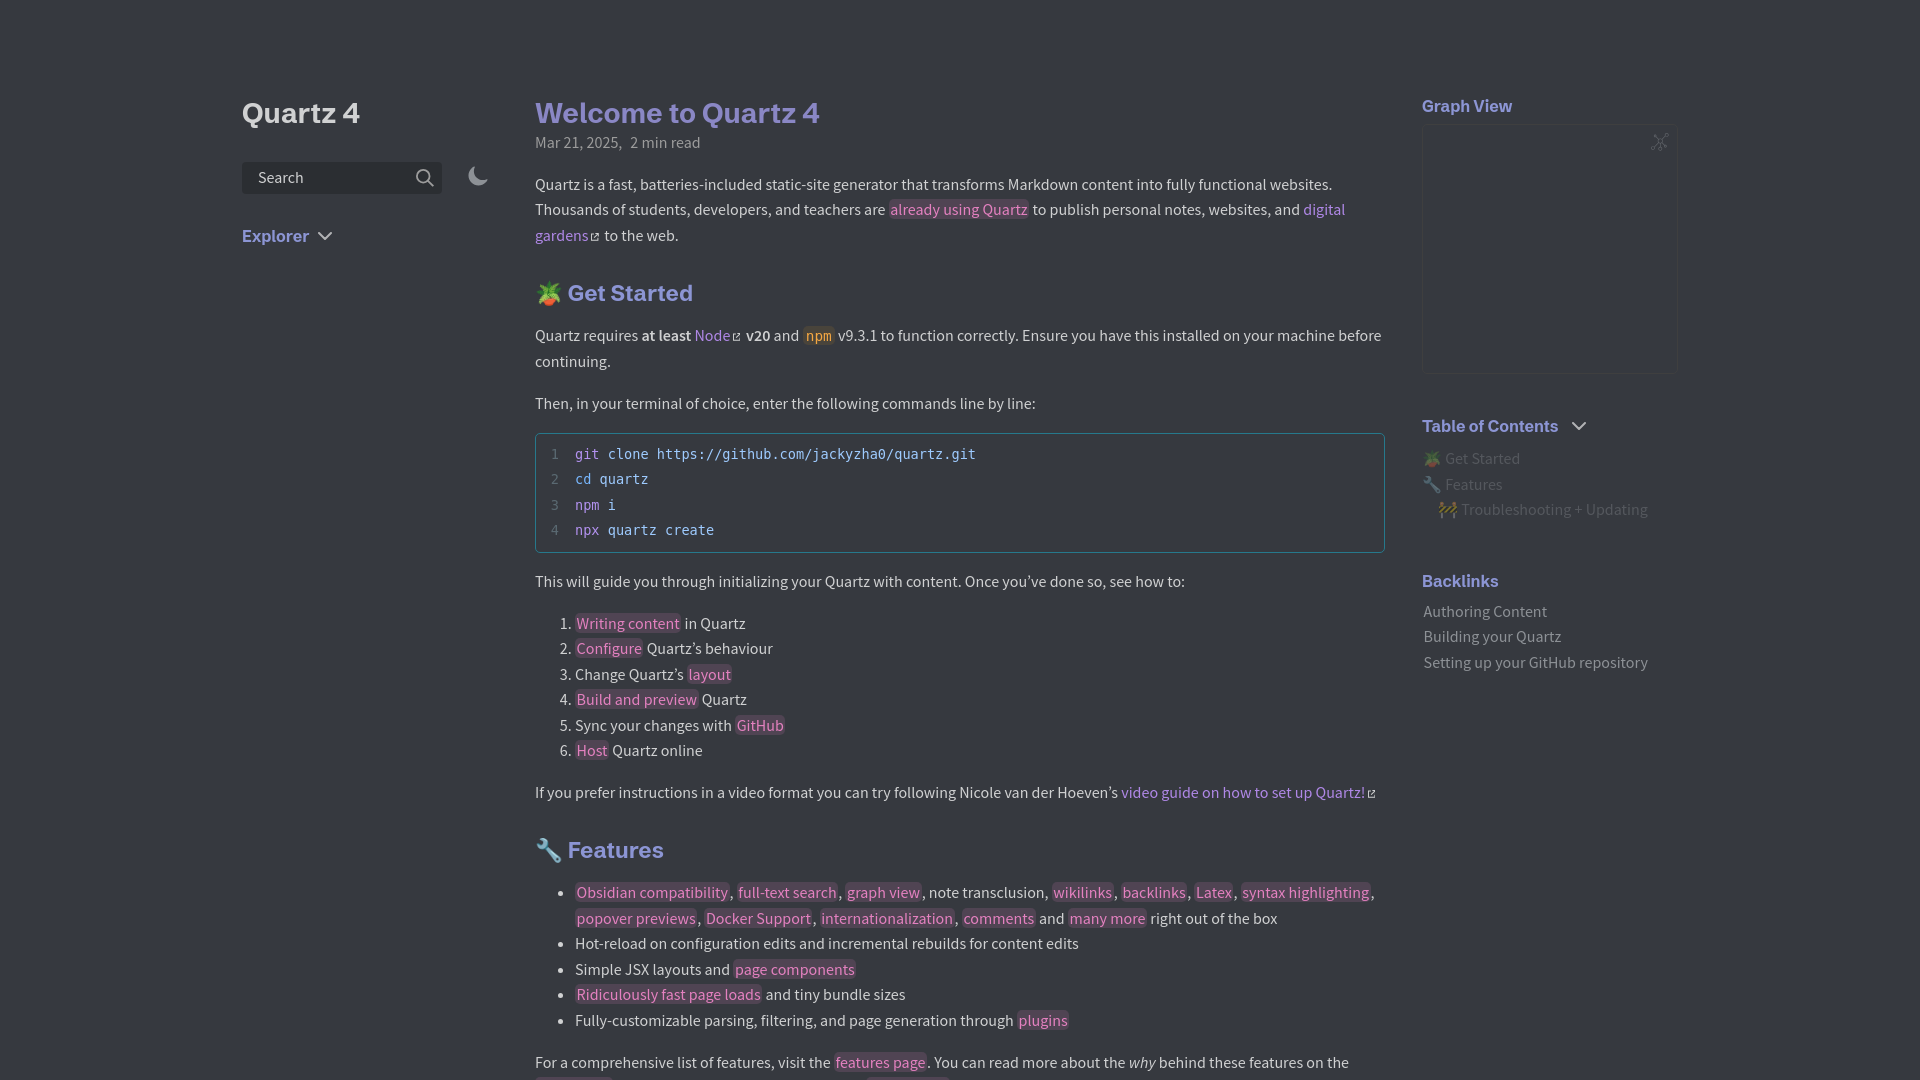 Quartz 4
Search
Explorer
Welcome to Quartz 4
Mar 21, 2025, 2 min read
Quartz is a fast, batteries-included static-site generator that transforms Markdown content into fully functional websites.
Thousands of students, developers, and teachers are already using Quartz to publish personal notes, websites, and digital
gardens to the web.
🪴 Get Started
Quartz requires at least Node v20 and npm v9.3.1 to function correctly. Ensure you have this installed on your machine before
continuing.
Then, in your terminal of choice, enter the following commands line by line:
1 git clone https://github.com/jackyzha0/quartz.git
2 cd quartz
3 npm i
4 npx quartz create
This will guide you through initializing your Quartz with content. Once you’ve done so, see how to:
1. Writing content in Quartz
2. Configure Quartz’s behaviour
3. Change Quartz’s layout
4. Build and preview Quartz
5. Sync your changes with GitHub
6. Host Quartz online
If you prefer instructions in a video format you can try following Nicole van der Hoeven’s video guide on how to set up Quartz!
🔧 Features
• Obsidian compatibility, full-text search, graph view, note transclusion, wikilinks, backlinks, Latex, syntax highlighting,
popover previews, Docker Support, internationalization, comments and many more right out of the box
• Hot-reload on configuration edits and incremental rebuilds for content edits
• Simple JSX layouts and page components
• Ridiculously fast page loads and tiny bundle sizes
• Fully-customizable parsing, filtering, and page generation through plugins
For a comprehensive list of features, visit the features page. You can read more about the why behind these features on the
Graph View
Table of Contents
🪴 Get Started
🔧 Features
🚧 Troubleshooting + Updating
Backlinks
Authoring Content
Building your Quartz
Setting up your GitHub repository